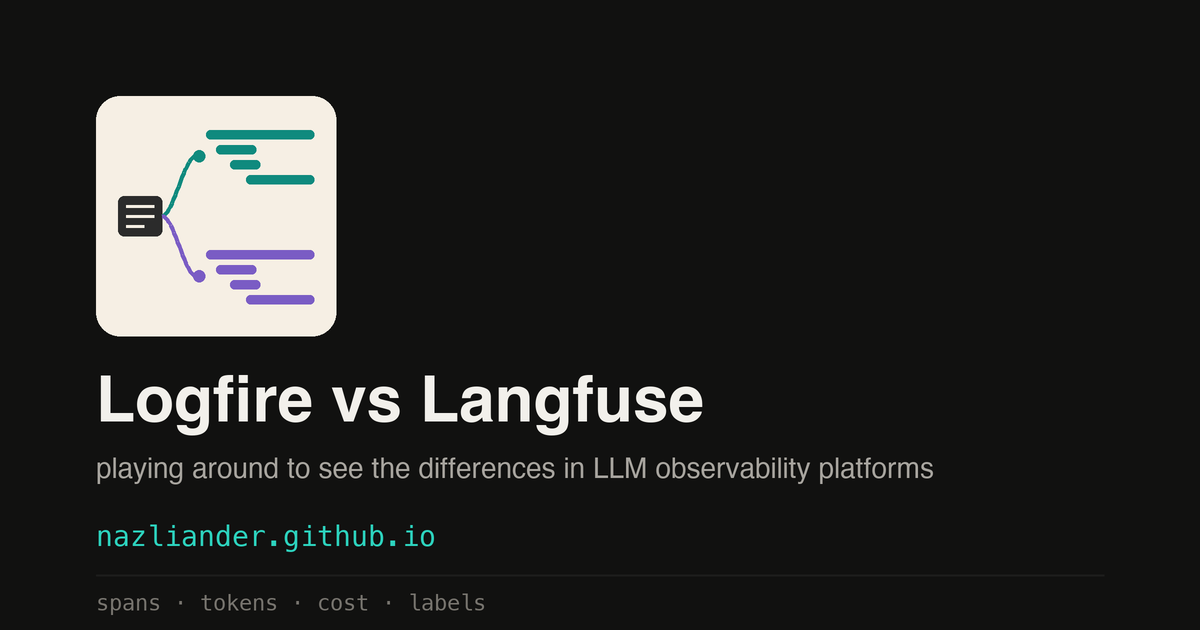 Logfire vs Langfuse
playing around to see the differences in LLM observability platforms
nazliander.github.io
spans · tokens · cost · labels